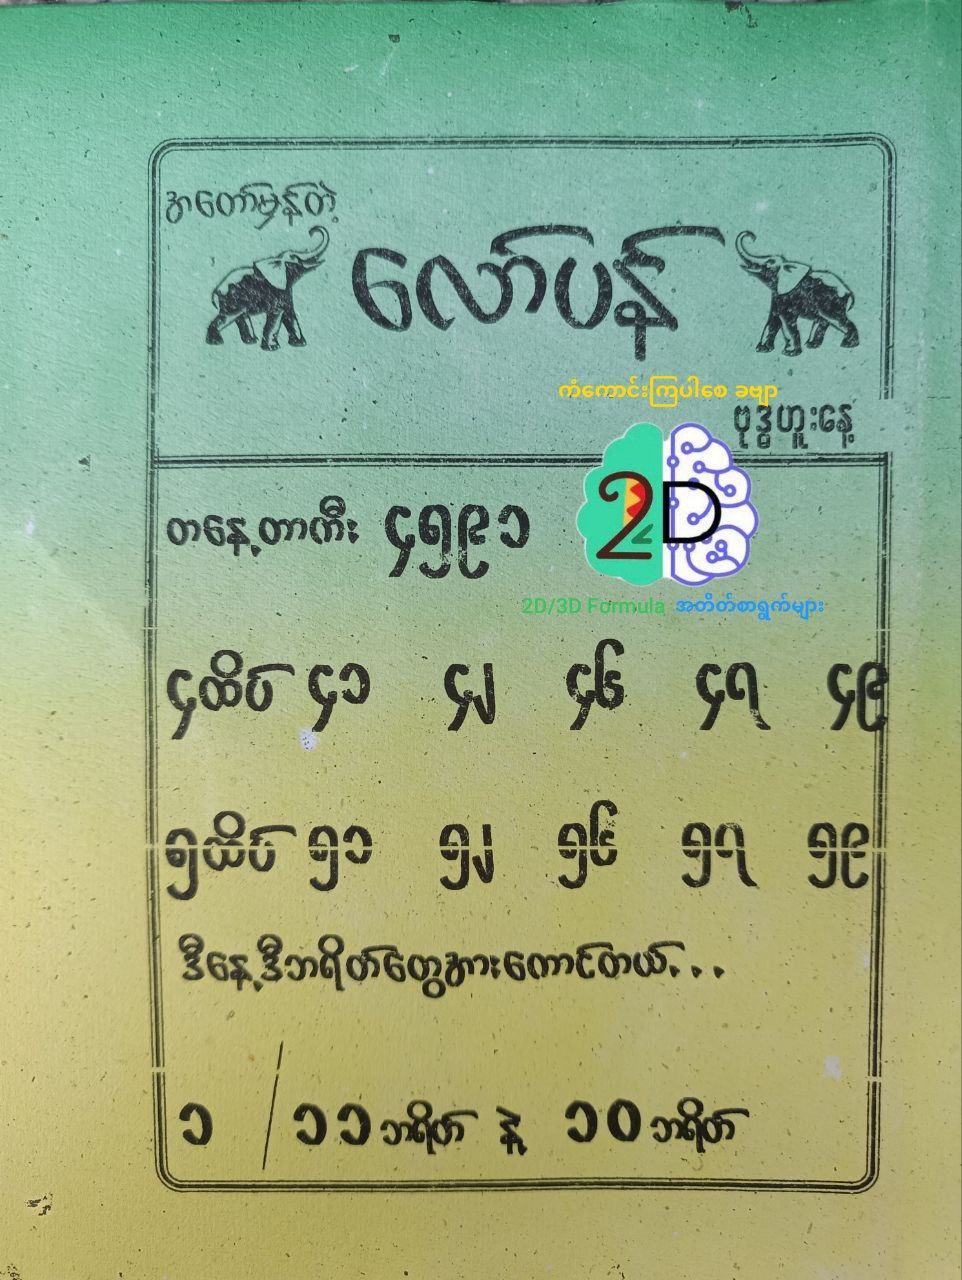 အတော်မှန်တဲ့
လော်ပန်
ကံကောင်းကြပါစေ ခဗျာ
ဗုဒ္ဓဟူးနေ့
တနေ့တာကီး ၄၅၉၁
2D
2D/3D Formula အတိတ်စာရွက်များ
၄ထိပ် ၄၁ ၄၂ ၄၆ ၄၇ ၄၉
၅ထိပ် ၅၁ ၅၂ ၅၆ ၅၇ ၅၉
ဒီနေ့ဒီဘရိတ်တွေအားကောင်တယ်...
၁ / ၁၁ဘရိတ် နဲ့ ၁၀ဘရိတ်